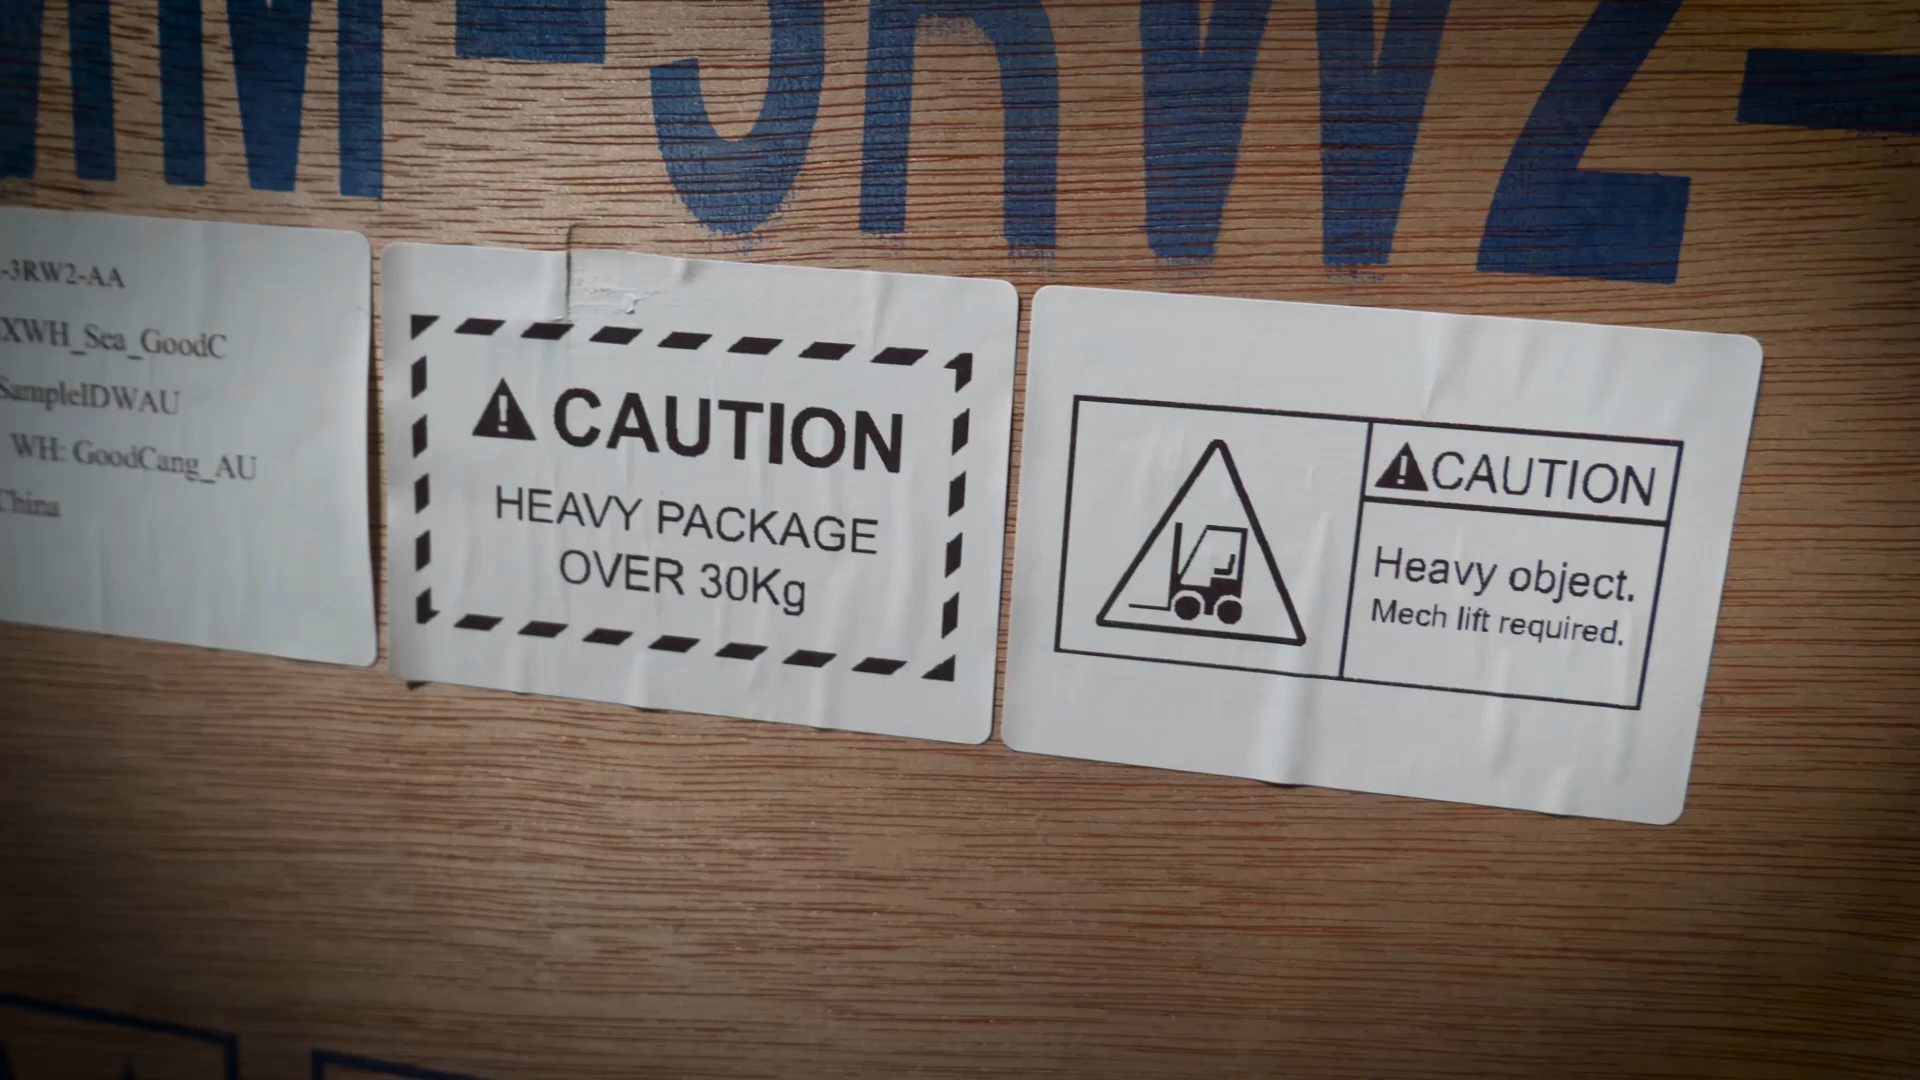 M-3RW2-
-3RW2-AA
XWH_Sea_GoodC
SampleIDWAU
WH: GoodCang_AU
China
CAUTION
HEAVY PACKAGE
OVER 30Kg
CAUTION
Heavy object.
Mech lift required.